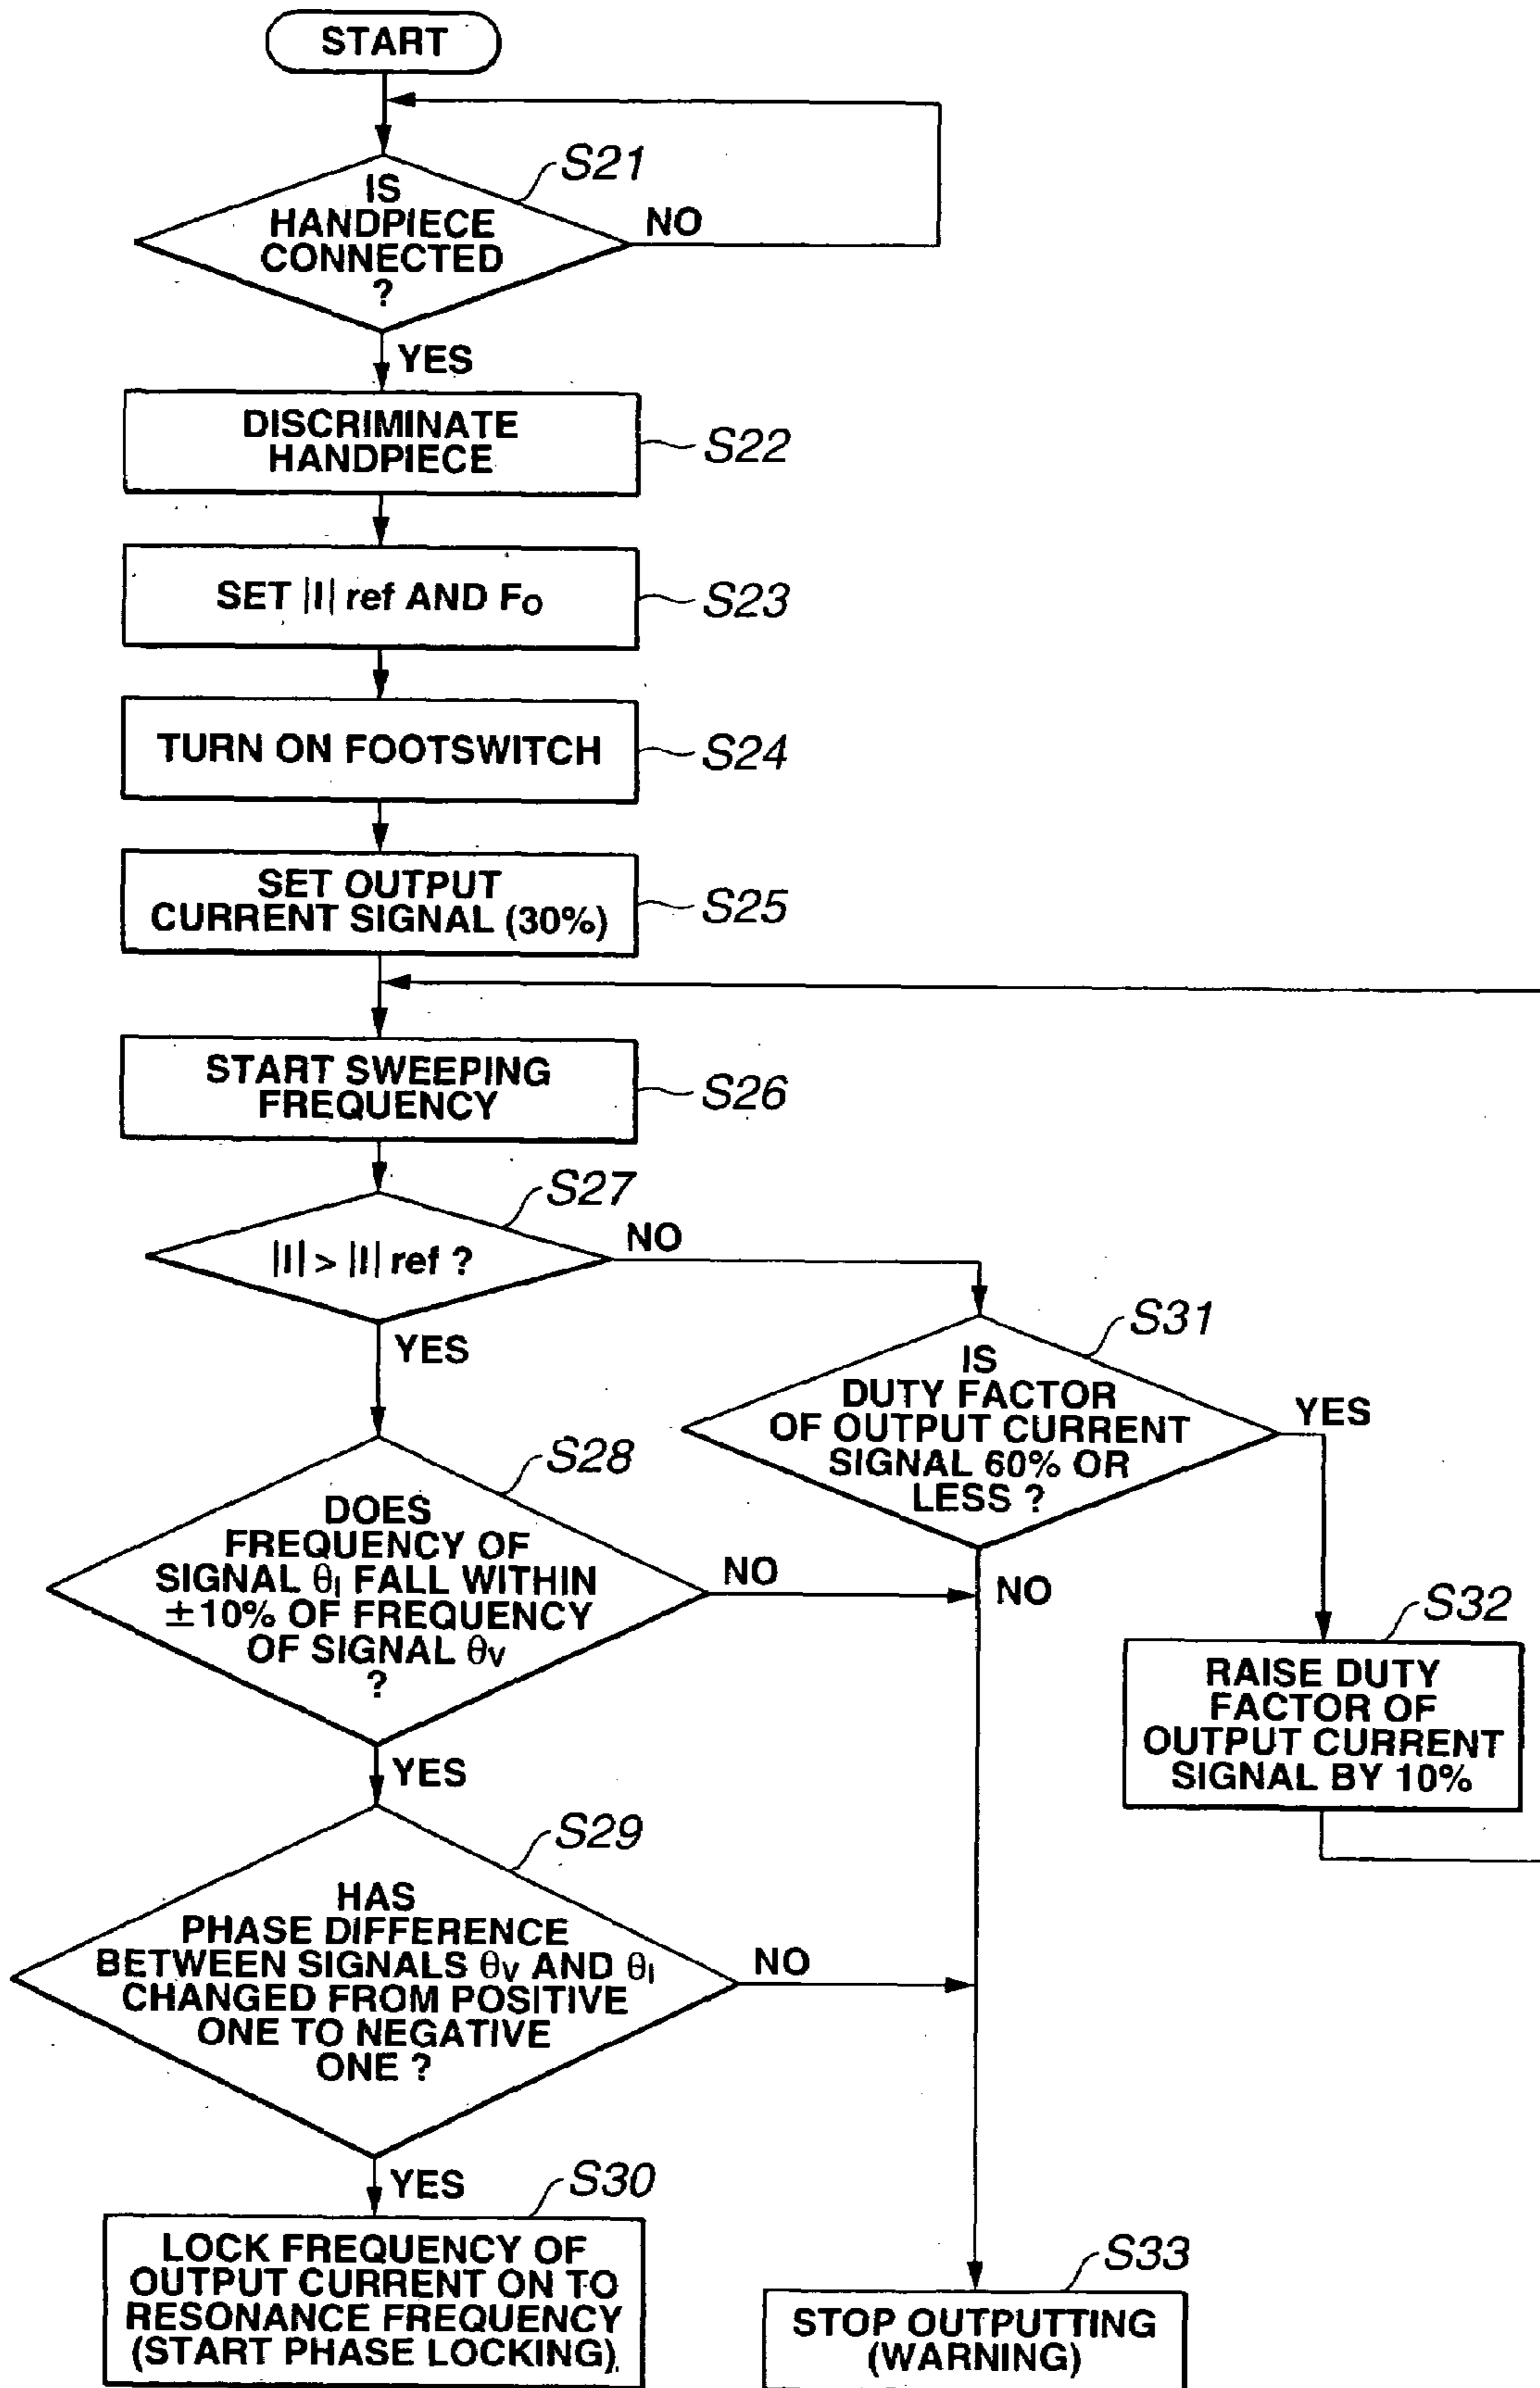 START
S21
IS
HANDPIECE
CONNECTED
?
NO
YES
DISCRIMINATE
HANDPIECE
S22
SET |I| ref AND FO
S23
TURN ON FOOTSWITCH
S24
SET OUTPUT
CURRENT SIGNAL (30%)
S25
START SWEEPING
FREQUENCY
S26
S27
|I| > |I| ref ?
NO
YES
S31
IS
DUTY FACTOR
OF OUTPUT CURRENT
SIGNAL 60% OR
LESS ?
YES
NO
S28
DOES
FREQUENCY OF
SIGNAL θI FALL WITHIN
±10% OF FREQUENCY
OF SIGNAL θV
?
NO
YES
S32
RAISE DUTY
FACTOR OF
OUTPUT CURRENT
SIGNAL BY 10%
S29
HAS
PHASE DIFFERENCE
BETWEEN SIGNALS θV AND θI
CHANGED FROM POSITIVE
ONE TO NEGATIVE
ONE ?
NO
YES
S30
LOCK FREQUENCY OF
OUTPUT CURRENT ON TO
RESONANCE FREQUENCY
(START PHASE LOCKING)
S33
STOP OUTPUTTING
(WARNING)